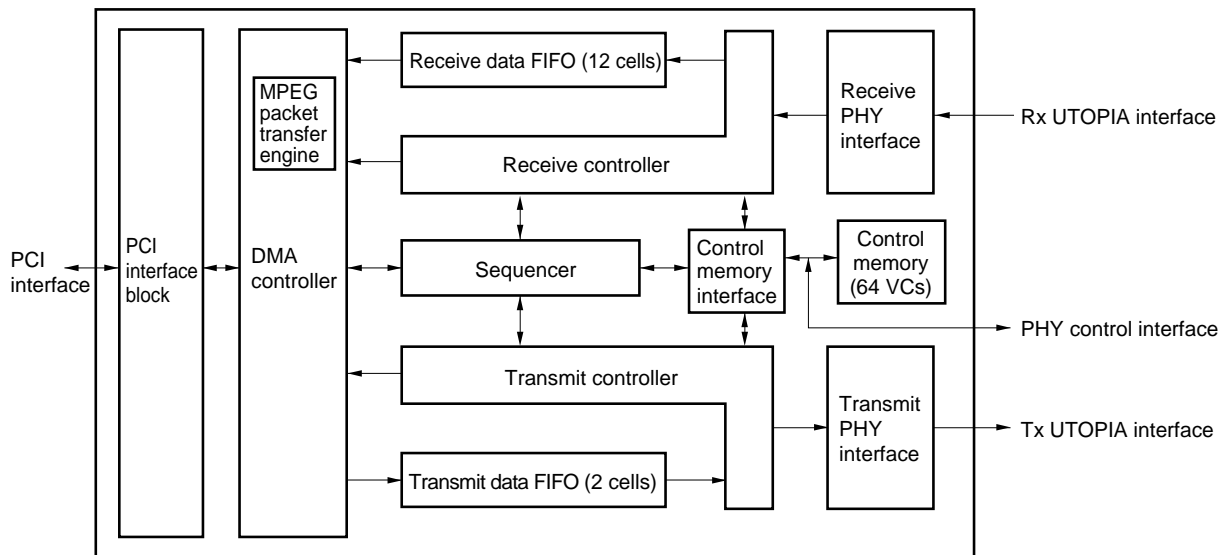 Receive data FIFO (12 cells)
MPEG
packet
transfer
engine
Receive
PHY
interface
Rx UTOPIA interface
Receive controller
PCI
interface
PCI
interface
block
DMA
controller
Sequencer
Control
memory
interface
Control
memory
(64 VCs)
PHY control interface
Transmit controller
Transmit
PHY
interface
Tx UTOPIA interface
Transmit data FIFO (2 cells)